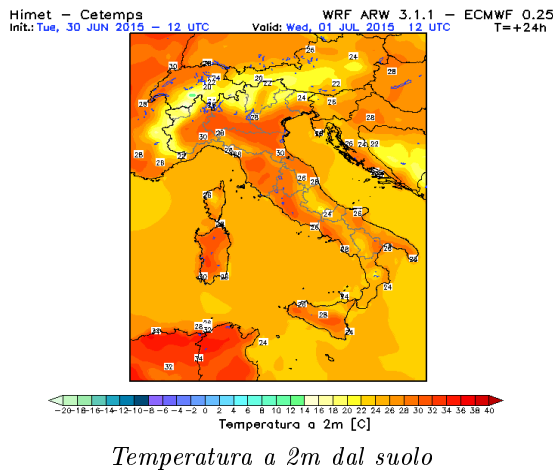 Himet – Cetemps WRF ARW 3.1.1 – ECMWF 0.25
Init.: Tue, 30 JUN 2015 – 12 UTC Valid: Wed, 01 JUL 2015 12 UTC T=+24h
-20-18-16-14-12-10-8 -6 -4 -2 0 2 4 6 8 10 12 14 16 18 20 22 24 26 28 30 32 34 36 38 40
Temperatura a 2m [C]
Temperatura a 2m dal suolo